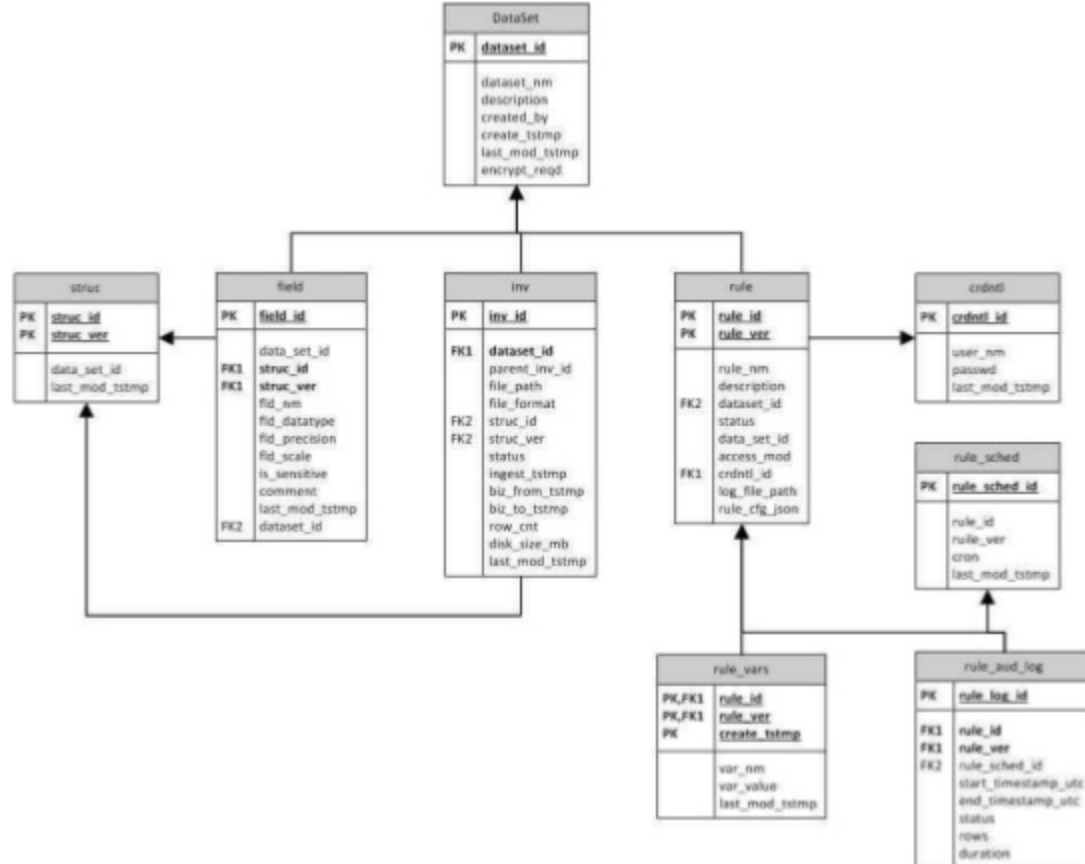 DataSet
PK dataset_id
dataset_nm
description
created_by
create_tstmp
last_mod_tstmp
encrypt_reqd
struc
PK struc_id
PK struc_ver
data_set_id
last_mod_tstmp
field
PK field_id
data_set_id
FK1 struc_id
FK1 struc_ver
fld_nm
fld_datatype
fld_precision
fld_scale
is_sensitive
comment
last_mod_tstmp
FK2 dataset_id
inv
PK inv_id
FK1 dataset_id
parent_inv_id
file_path
file_format
FK2 struc_id
FK2 struc_ver
status
ingest_tstmp
biz_from_tstmp
biz_to_tstmp
row_cnt
disk_size_mb
last_mod_tstmp
rule
PK rule_id
PK rule_ver
rule_nm
description
FK2 dataset_id
status
data_set_id
access_mod
FK1 crdntl_id
log_file_path
rule_cfg_json
crdntl
PK crdntl_id
user_nm
passwd
last_mod_tstmp
rule_sched
PK rule_sched_id
rule_id
ruile_ver
cron
last_mod_tstmp
rule_vars
PK,FK1 rule_id
PK,FK1 rule_ver
PK create_tstmp
var_nm
var_value
last_mod_tstmp
rule_aud_log
PK rule_log_id
FK1 rule_id
FK1 rule_ver
FK2 rule_sched_id
start_timestamp_utc
end_timestamp_utc
status
rows
duration